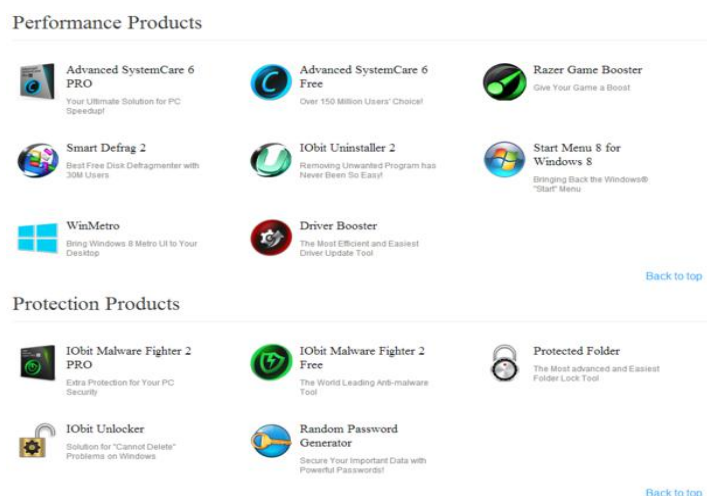 Performance Products
Advanced SystemCare 6
PRO
Your Ultimate Solution for PC
Speedup!
Advanced SystemCare 6
Free
Over 150 Million Users' Choice!
Razer Game Booster
Give Your Game a Boost
Smart Defrag 2
Best Free Disk Defragmenter with
30M Users
IObit Uninstaller 2
Removing Unwanted Program has
Never Been So Easy!
Start Menu 8 for
Windows 8
Bringing Back the Windows®
"Start" Menu
WinMetro
Bring Windows 8 Metro UI to Your
Desktop
Driver Booster
The Most Efficient and Easiest
Driver Update Tool
Back to top
Protection Products
IObit Malware Fighter 2
PRO
Extra Protection for Your PC
Security
IObit Malware Fighter 2
Free
The World Leading Anti-malware
Tool
Protected Folder
The Most advanced and Easiest
Folder Lock Tool
IObit Unlocker
Solution for "Cannot Delete"
Problems on Windows
Random Password
Generator
Secure Your Important Data with
Powerful Passwords!
Back to top